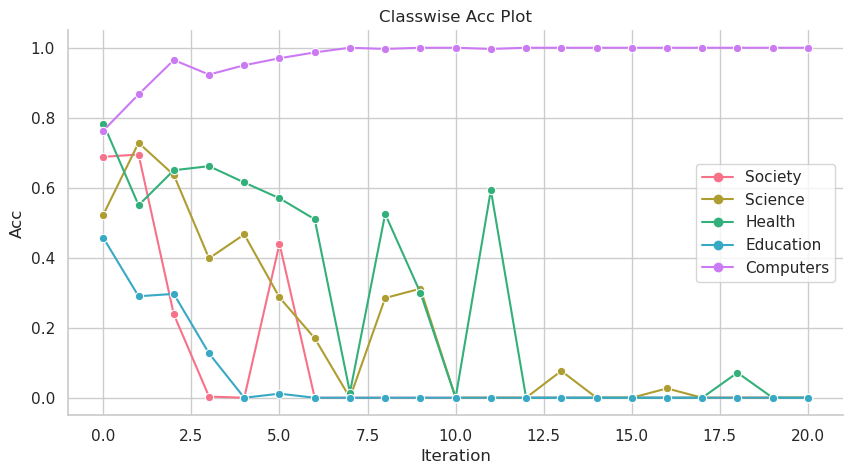 Classwise Acc Plot
1.0
0.8
0.6
0.4
0.2
0.0
Acc
Society
Science
Health
Education
Computers
0.0 2.5 5.0 7.5 10.0 12.5 15.0 17.5 20.0
Iteration